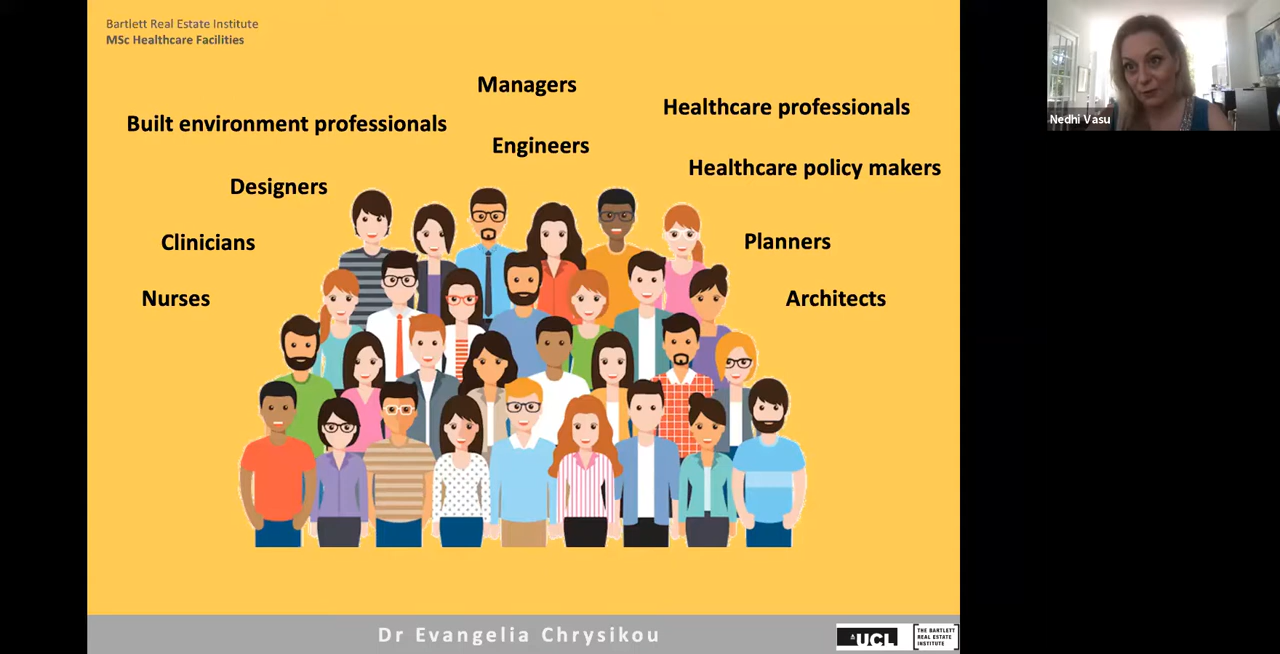 Bartlett Real Estate Institute
MSc Healthcare Facilities
Managers
Healthcare professionals
Built environment professionals
Engineers
Healthcare policy makers
Designers
Clinicians
Planners
Nurses
Architects
Dr Evangelia Chrysikou
UCL
THE BARTLETT
REAL ESTATE
INSTITUTE
Nedhi Vasu